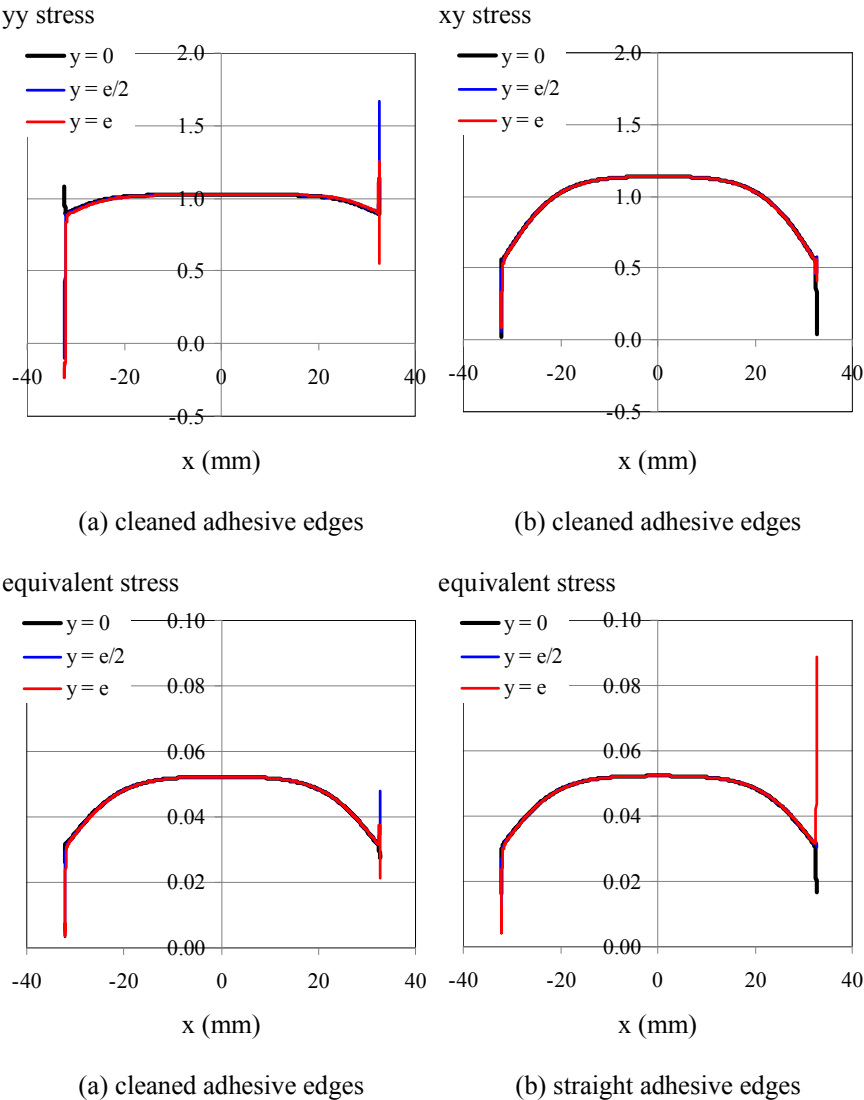 yy stress
y = 0
y = e/2
y = e
2.0
1.5
1.0
0.5
0.0
-0.5
-40 -20 0 20 40
x (mm)
(a) cleaned adhesive edges
xy stress
y = 0
y = e/2
y = e
2.0
1.5
1.0
0.5
0.0
-0.5
-40 -20 0 20 40
x (mm)
(b) cleaned adhesive edges
equivalent stress
y = 0
y = e/2
y = e
0.10
0.08
0.06
0.04
0.02
0.00
-40 -20 0 20 40
x (mm)
(a) cleaned adhesive edges
equivalent stress
y = 0
y = e/2
y = e
0.10
0.08
0.06
0.04
0.02
0.00
-40 -20 0 20 40
x (mm)
(b) straight adhesive edges